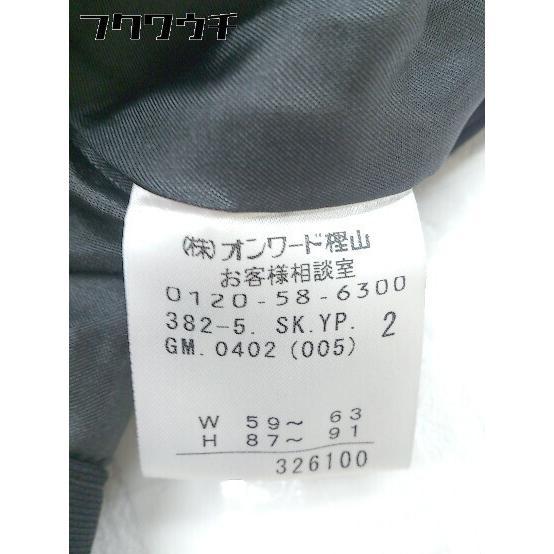 フクワウチ
(株)オンワード樫山
お客様相談室
0120-58-6300
382-5. SK.YP. 2
GM.0402(005)
W 59～ 63
H 87～ 91
326100